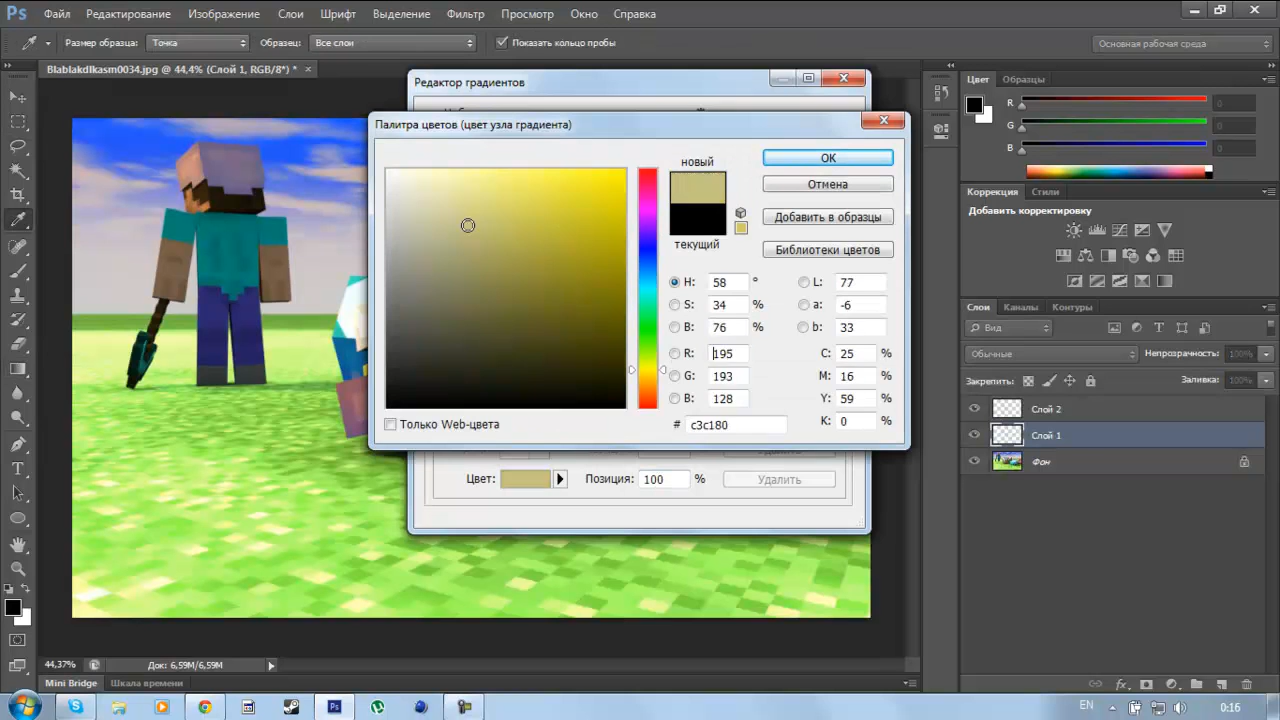 Ps Файл Редактирование Изображение Слои Шрифт Выделение Фильтр Просмотр Окно Справка
Размер образца: Точка Образец: Все слои Показать кольцо пробы Основная рабочая среда
Blablakdlkasm0034.jpg @ 44,4% (Слой 1, RGB/8*) *
Редактор градиентов
Палитра цветов (цвет узла градиента)
новый
текущий
OK
Отмена
Добавить в образцы
Библиотеки цветов
H: 58 ° L: 77
S: 34 % a: -6
B: 76 % b: 33
R: 195 C: 25 %
G: 193 M: 16 %
B: 128 Y: 59 %
# c3c180 K: 0 %
Только Web-цвета
Цвет: Позиция: 100 % Удалить
Цвет Образцы
R 0
G 0
B 0
Коррекция Стили
Добавить корректировку
Слои Каналы Контуры
Вид
Обычные Непрозрачность: 100%
Закрепить: Заливка: 100%
Слой 2
Слой 1
Фон
44,37% Док: 6,59M/6,59M
Mini Bridge Шкала времени
Ps EN 0:16